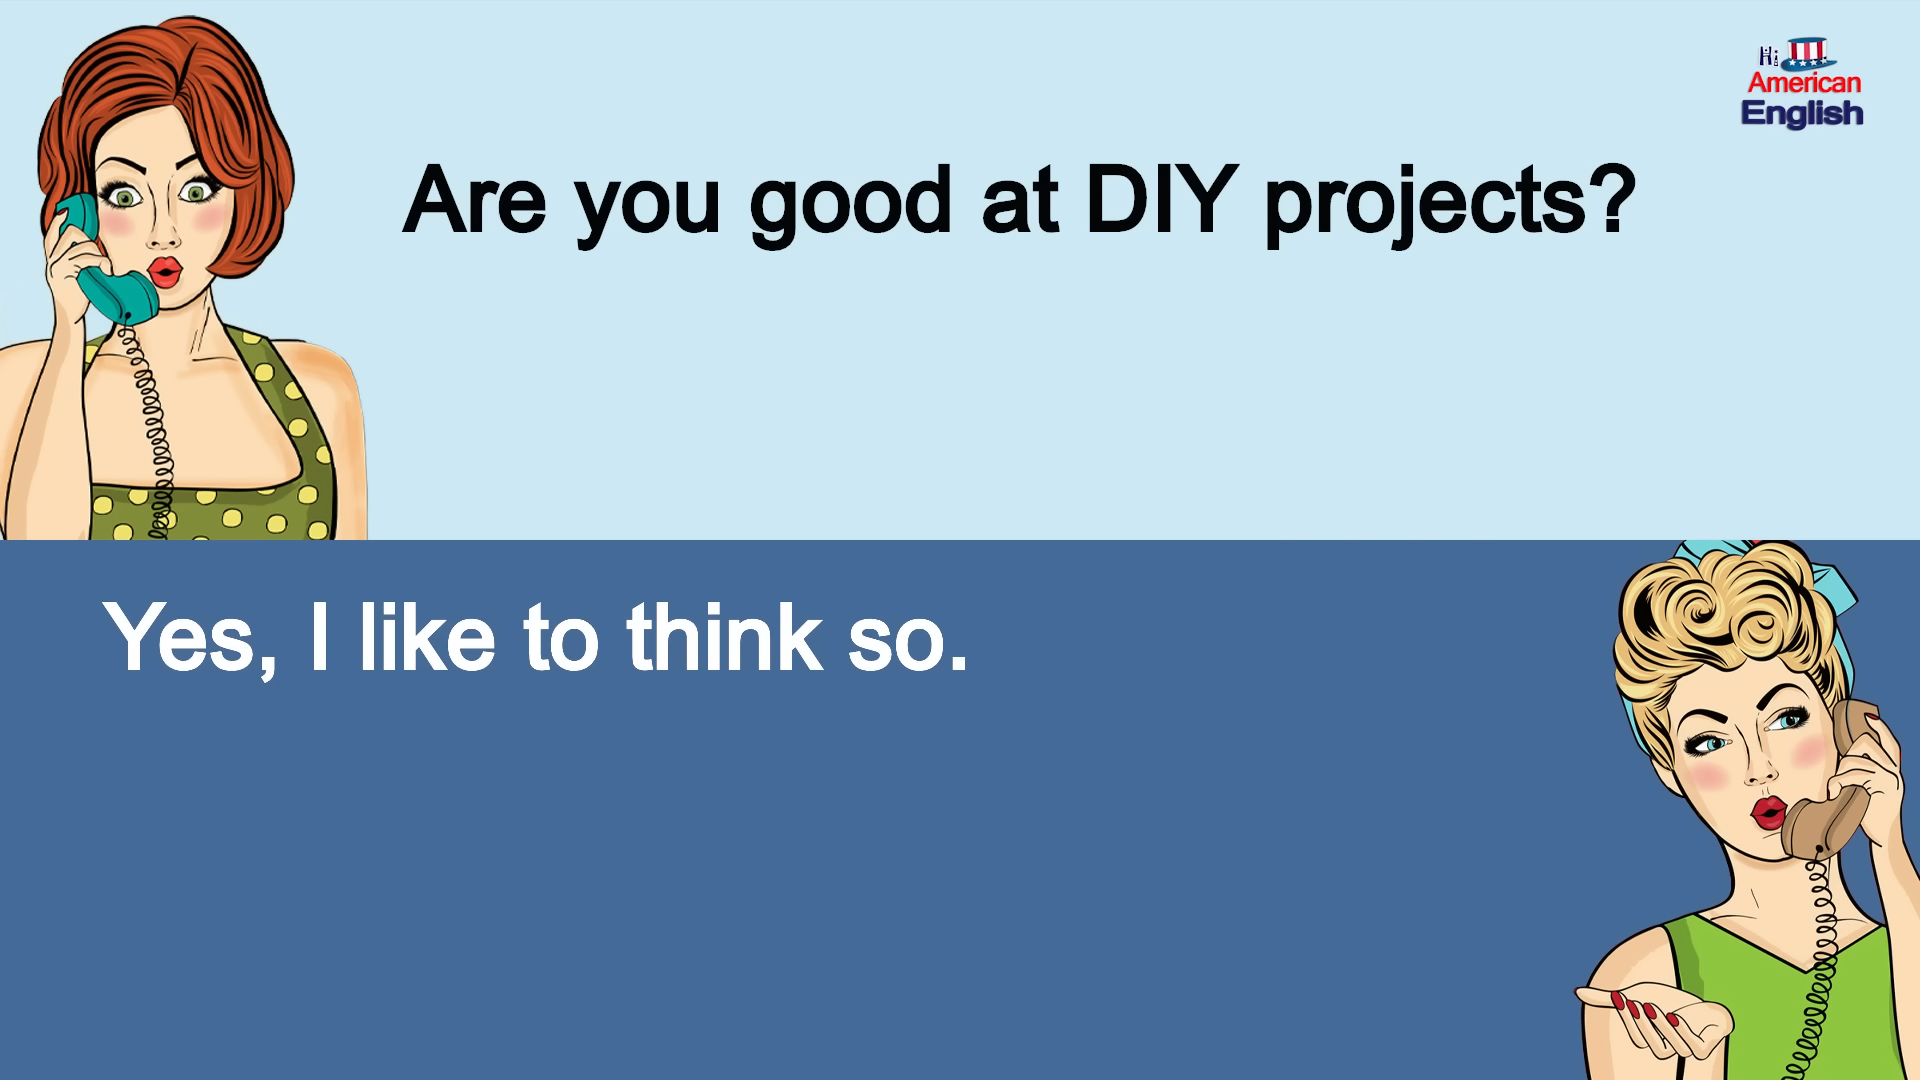 Hi
American
English
Are you good at DIY projects?
Yes, I like to think so.